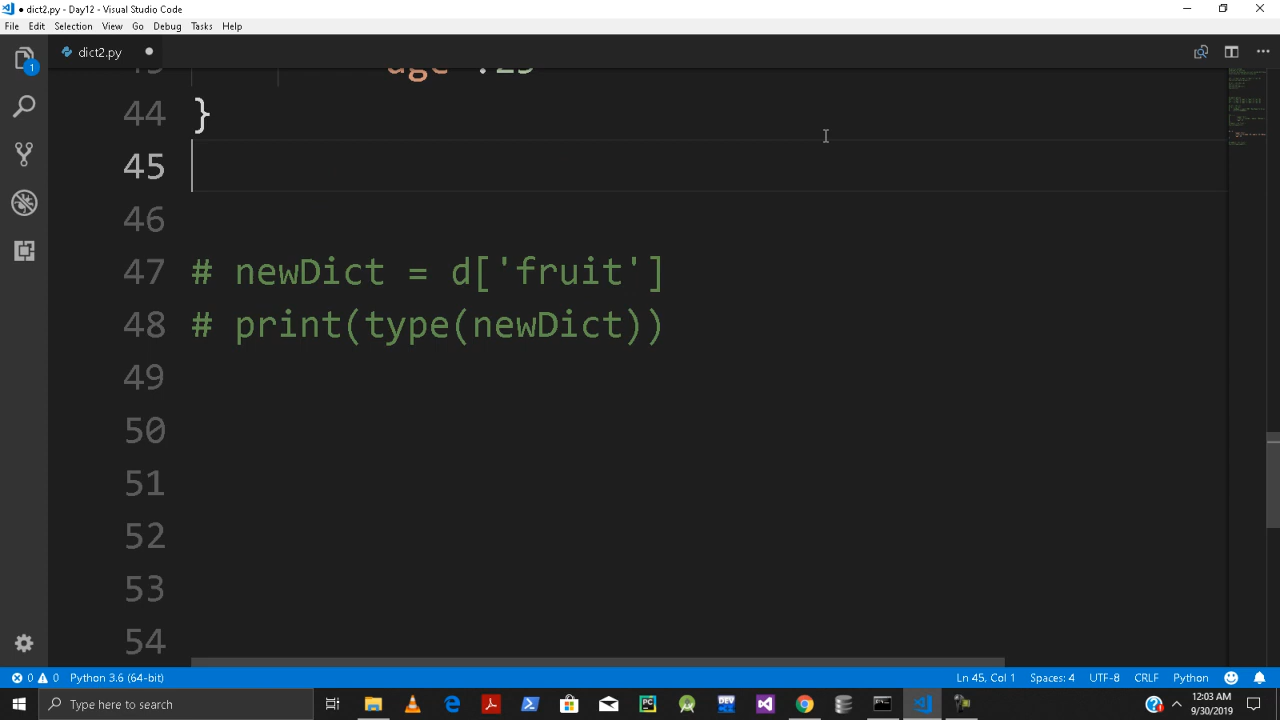 dict2.py - Day12 - Visual Studio Code
File Edit Selection View Go Debug Tasks Help
1
dict2.py
44 }
45
46
47 # newDict = d['fruit']
48 # print(type(newDict))
49
50
51
52
53
54
0 0 Python 3.6 (64-bit) Ln 45, Col 1 Spaces: 4 UTF-8 CRLF Python
Type here to search
12:03 AM
9/30/2019